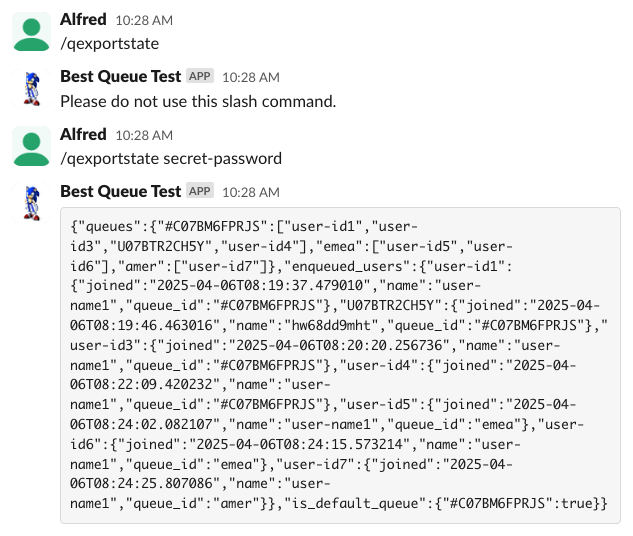 Alfred 10:28 AM
/qexportstate
Best Queue Test APP 10:28 AM
Please do not use this slash command.
Alfred 10:28 AM
/qexportstate secret-password
Best Queue Test APP 10:28 AM
{"queues":{"#C07BM6FPRJS":["user-id1","user-
id3","U07BTR2CH5Y","user-id4"],"emea":["user-id5","user-
id6"],"amer":["user-id7"]},"enqueued_users":{"user-id1":
{"joined":"2025-04-06T08:19:37.479010","name":"user-
name1","queue_id":"#C07BM6FPRJS"},"U07BTR2CH5Y":{"joined":"2025-04-
06T08:19:46.463016","name":"hw68dd9mht","queue_id":"#C07BM6FPRJS"},"
user-id3":{"joined":"2025-04-06T08:20:20.256736","name":"user-
name1","queue_id":"#C07BM6FPRJS"},"user-id4":{"joined":"2025-04-
06T08:22:09.420232","name":"user-
name1","queue_id":"#C07BM6FPRJS"},"user-id5":{"joined":"2025-04-
06T08:24:02.082107","name":"user-name1","queue_id":"emea"},"user-
id6":{"joined":"2025-04-06T08:24:15.573214","name":"user-
name1","queue_id":"emea"},"user-id7":{"joined":"2025-04-
06T08:24:25.807086","name":"user-
name1","queue_id":"amer"}},"is_default_queue":{"#C07BM6FPRJS":true}}